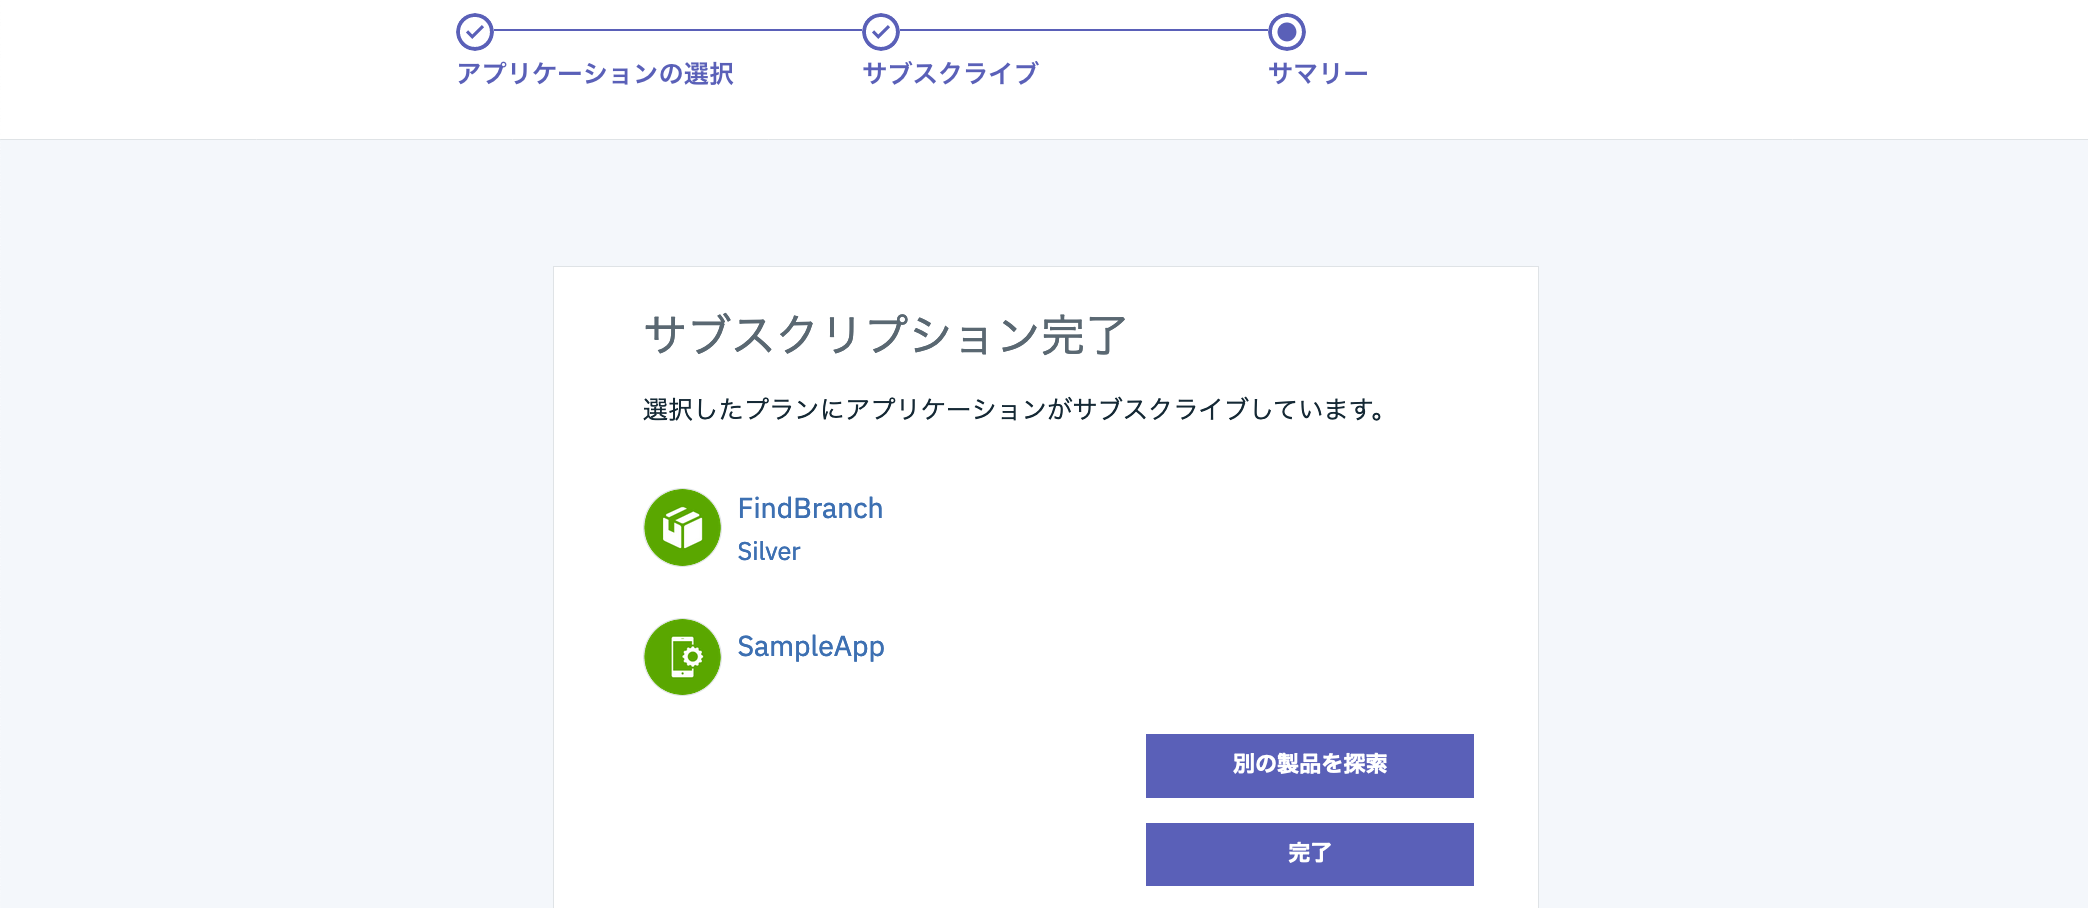 アプリケーションの選択
サブスクライブ
サマリー
サブスクリプション完了
選択したプランにアプリケーションがサブスクライブしています。
FindBranch
Silver
SampleApp
別の製品を探索
完了